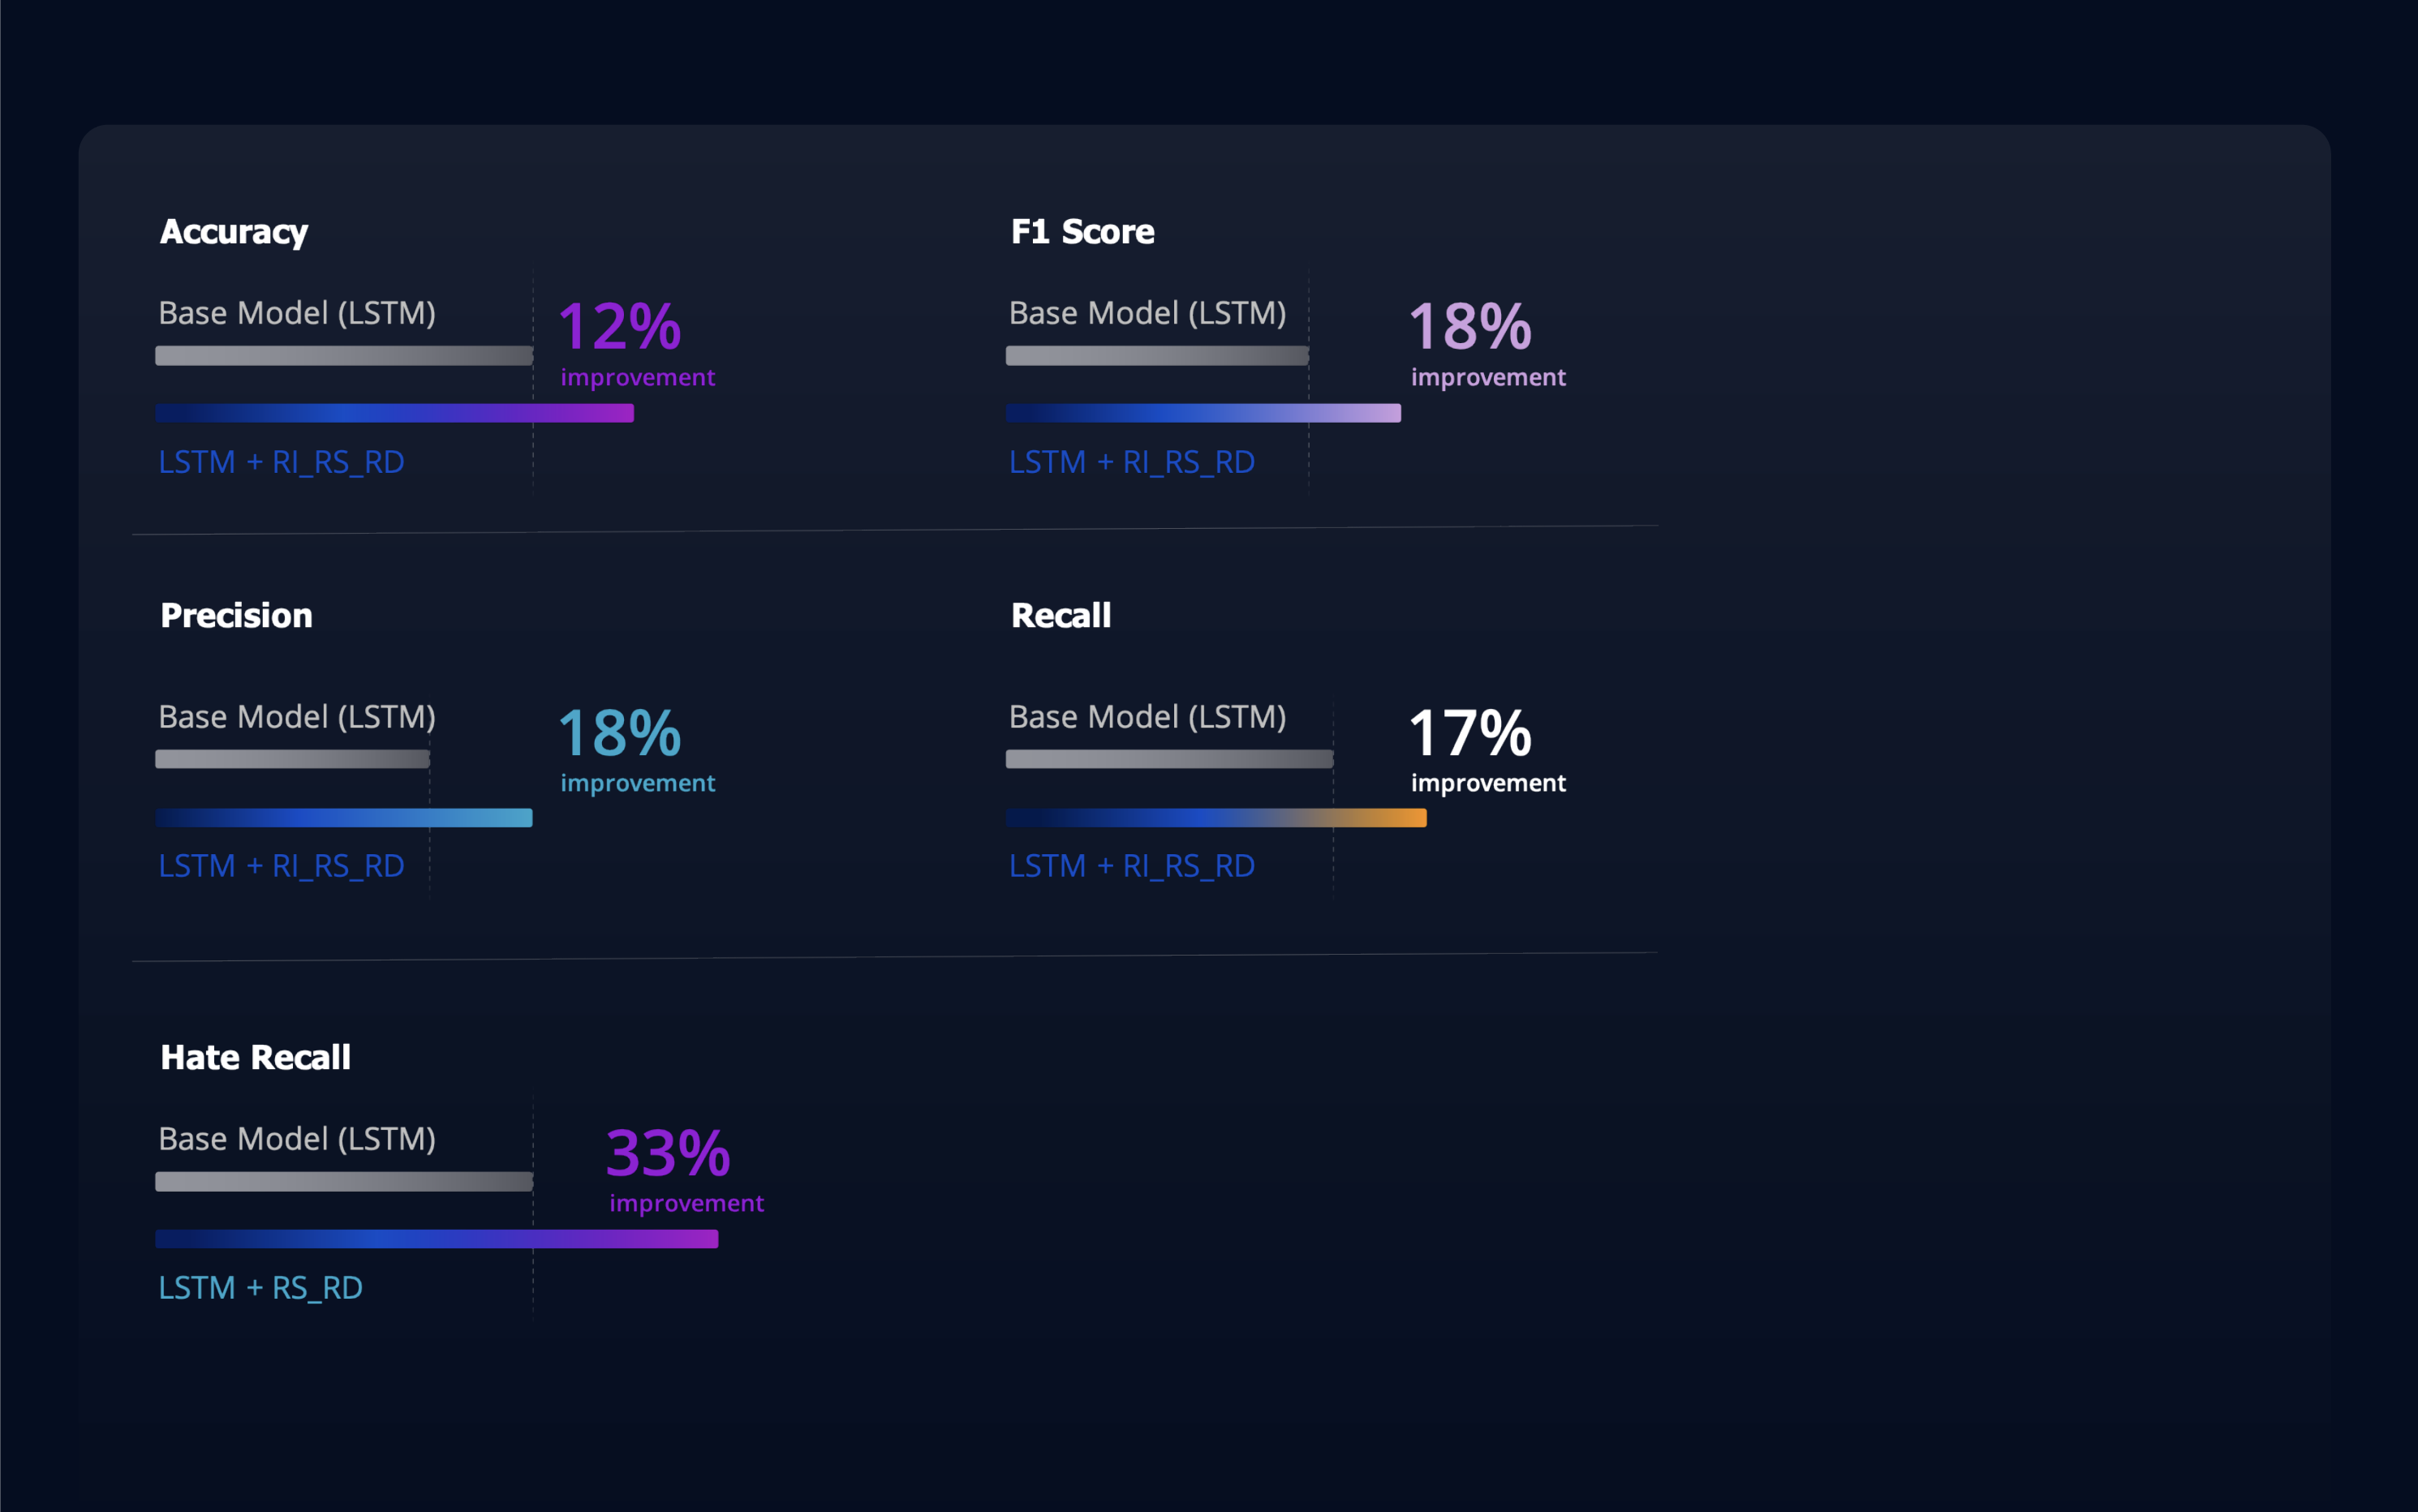 Accuracy
Base Model (LSTM)
12%
improvement
LSTM + RI_RS_RD
F1 Score
Base Model (LSTM)
18%
improvement
LSTM + RI_RS_RD
Precision
Base Model (LSTM)
18%
improvement
LSTM + RI_RS_RD
Recall
Base Model (LSTM)
17%
improvement
LSTM + RI_RS_RD
Hate Recall
Base Model (LSTM)
33%
improvement
LSTM + RS_RD